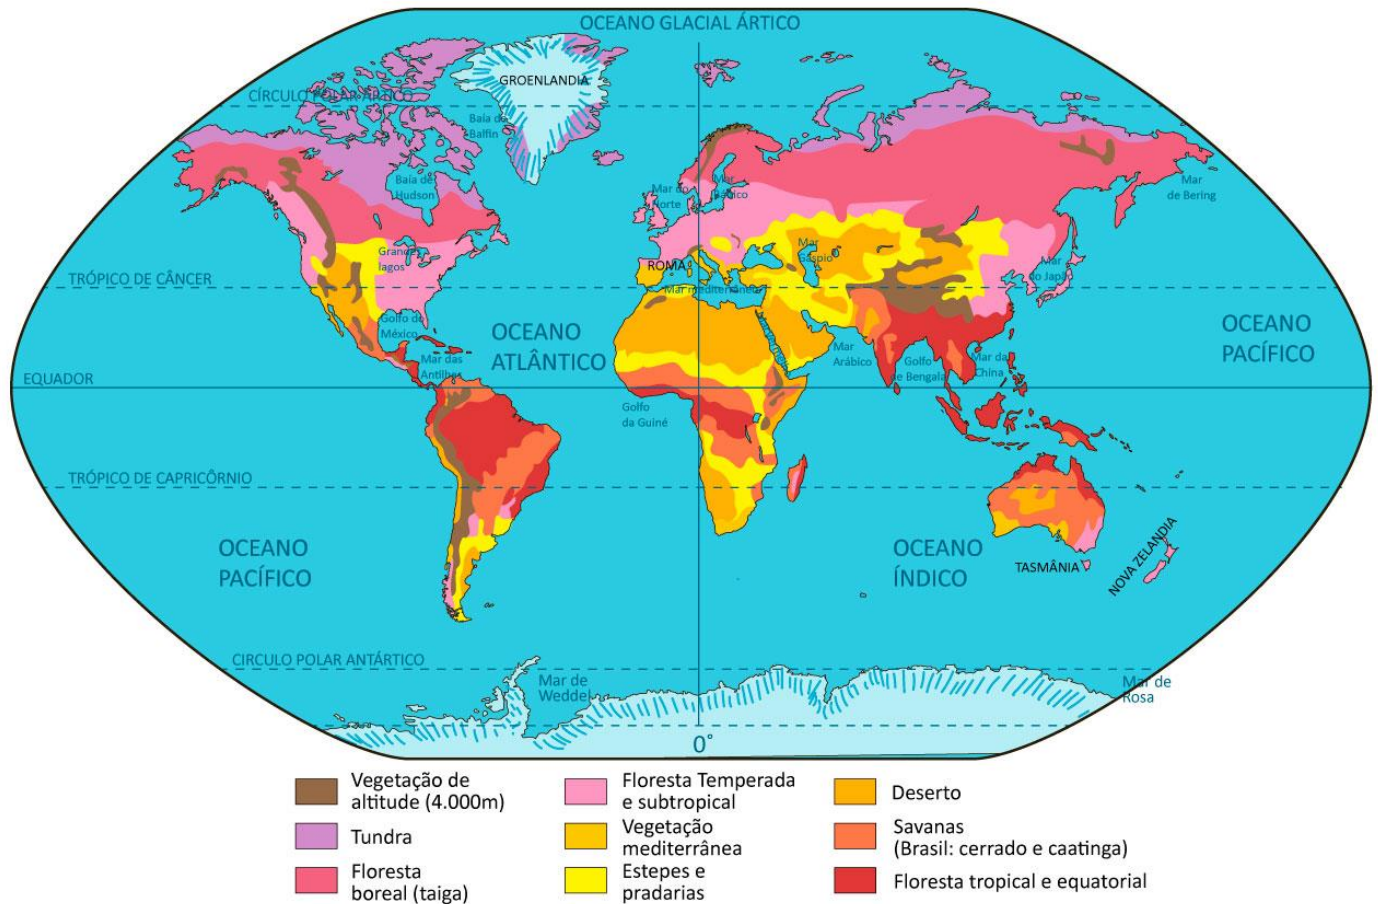 OCEANO GLACIAL ÁRTICO
GROENLANDIA
CÍRCULO POLAR ÁRTICO
Baía de
Balfin
Baía de
Hudson
Mar do
Norte
Mar
Báltico
Mar
de Bering
Grandes
lagos
ROMA
Mar
Cáspio
Mar
do Japão
TRÓPICO DE CÂNCER
Mar mediterrâneo
Golfo do
México
OCEANO
ATLÂNTICO
OCEANO
PACÍFICO
Mar das
Antilhas
Mar
Arábico
Golfo
de Bengala
Mar da
China
EQUADOR
Golfo
da Guiné
TRÓPICO DE CAPRICÔRNIO
OCEANO
PACÍFICO
OCEANO
ÍNDICO
TASMÂNIA
NOVA ZELANDIA
CIRCULO POLAR ANTÁRTICO
Mar de
Weddel
Mar de
Rosa
0°
Vegetação de
altitude (4.000m)
Tundra
Floresta
boreal (taiga)
Floresta Temperada
e subtropical
Vegetação
mediterrânea
Estepes e
pradarias
Deserto
Savanas
(Brasil: cerrado e caatinga)
Floresta tropical e equatorial